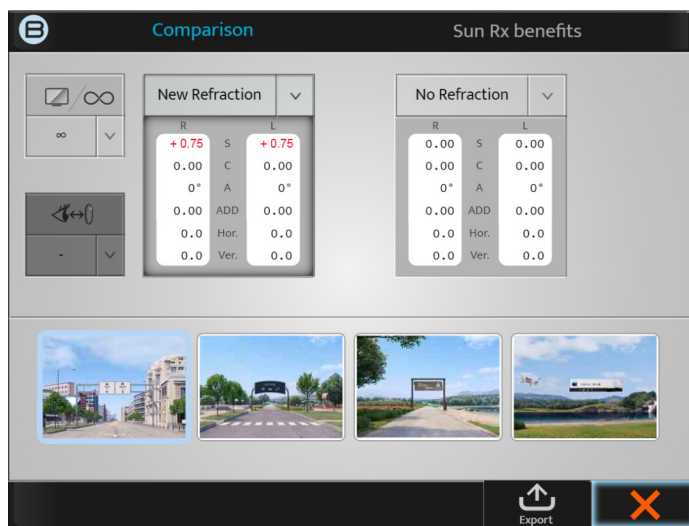 B Comparison Sun Rx benefits
/∞ New Refraction No Refraction
∞ R L R L
+ 0.75 S + 0.75 0.00 S 0.00
0.00 C 0.00 0.00 C 0.00
0° A 0° 0° A 0°
0.00 ADD 0.00 0.00 ADD 0.00
0.0 Hor. 0.0 0.0 Hor. 0.0
- 0.0 Ver. 0.0 0.0 Ver. 0.0
Export